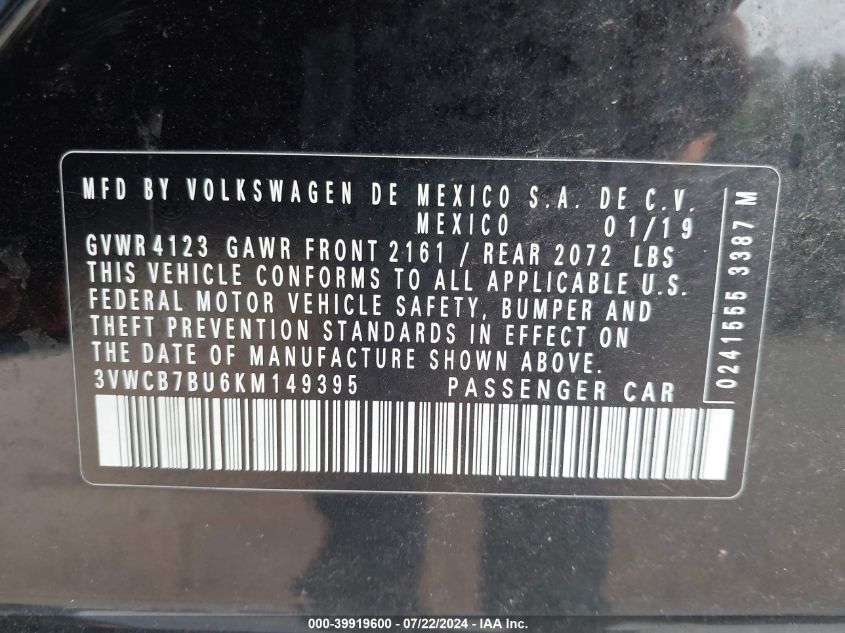 MFD BY VOLKSWAGEN DE MEXICO S.A. DE C.V.
MEXICO 01/19
GVWR 4123 GAWR FRONT 2161 / REAR 2072 LBS
THIS VEHICLE CONFORMS TO ALL APPLICABLE U.S.
FEDERAL MOTOR VEHICLE SAFETY, BUMPER AND
THEFT PREVENTION STANDARDS IN EFFECT ON
THE DATE OF MANUFACTURE SHOWN ABOVE.
3VWCB7BU6KM149395 PASSENGER CAR
0241555 3387 M
000-39919600 - 07/22/2024 - IAA Inc.